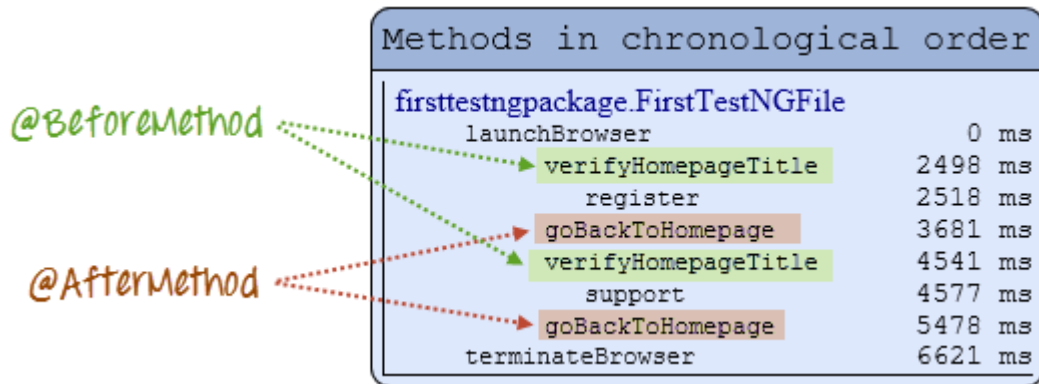 Methods in chronological order
firsttestngpackage.FirstTestNGFile
launchBrowser 0 ms
@BeforeMethod
verifyHomepageTitle 2498 ms
register 2518 ms
goBackToHomepage 3681 ms
verifyHomepageTitle 4541 ms
@AfterMethod
support 4577 ms
goBackToHomepage 5478 ms
terminateBrowser 6621 ms